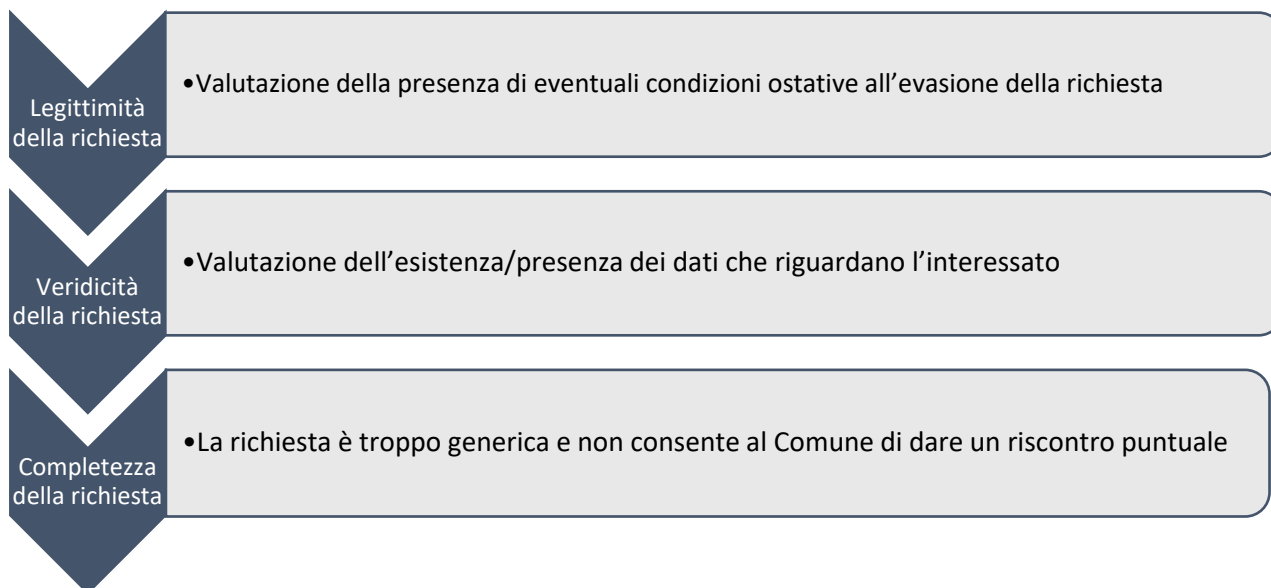 Legittimità
della richiesta
•Valutazione della presenza di eventuali condizioni ostative all’evasione della richiesta
Veridicità
della richiesta
•Valutazione dell’esistenza/presenza dei dati che riguardano l’interessato
Completezza
della richiesta
•La richiesta è troppo generica e non consente al Comune di dare un riscontro puntuale